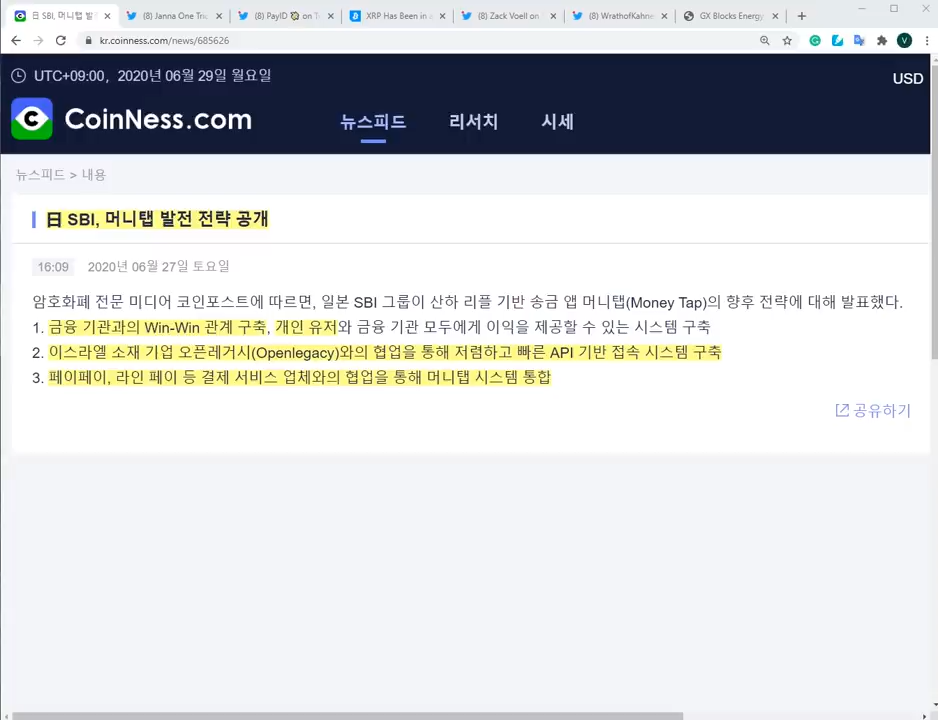 日 SBI, 머니탭 발
(8) Janna One Tri
(8) PayID on T
XRP Has Been in
(8) Zack Voell on
(8) WrathofKahne
GX Blocks Energy
kr.coinness.com/news/685626
UTC+09:00, 2020년 06월 29일 월요일
USD
CoinNess.com
뉴스피드 리서치 시세
뉴스피드 > 내용
日 SBI, 머니탭 발전 전략 공개
16:09 2020년 06월 27일 토요일
암호화폐 전문 미디어 코인포스트에 따르면, 일본 SBI 그룹이 산하 리플 기반 송금 앱 머니탭(Money Tap)의 향후 전략에 대해 발표했다.
1. 금융 기관과의 Win-Win 관계 구축, 개인 유저와 금융 기관 모두에게 이익을 제공할 수 있는 시스템 구축
2. 이스라엘 소재 기업 오픈레거시(Openlegacy)와의 협업을 통해 저렴하고 빠른 API 기반 접속 시스템 구축
3. 페이페이, 라인 페이 등 결제 서비스 업체와의 협업을 통해 머니탭 시스템 통합
공유하기